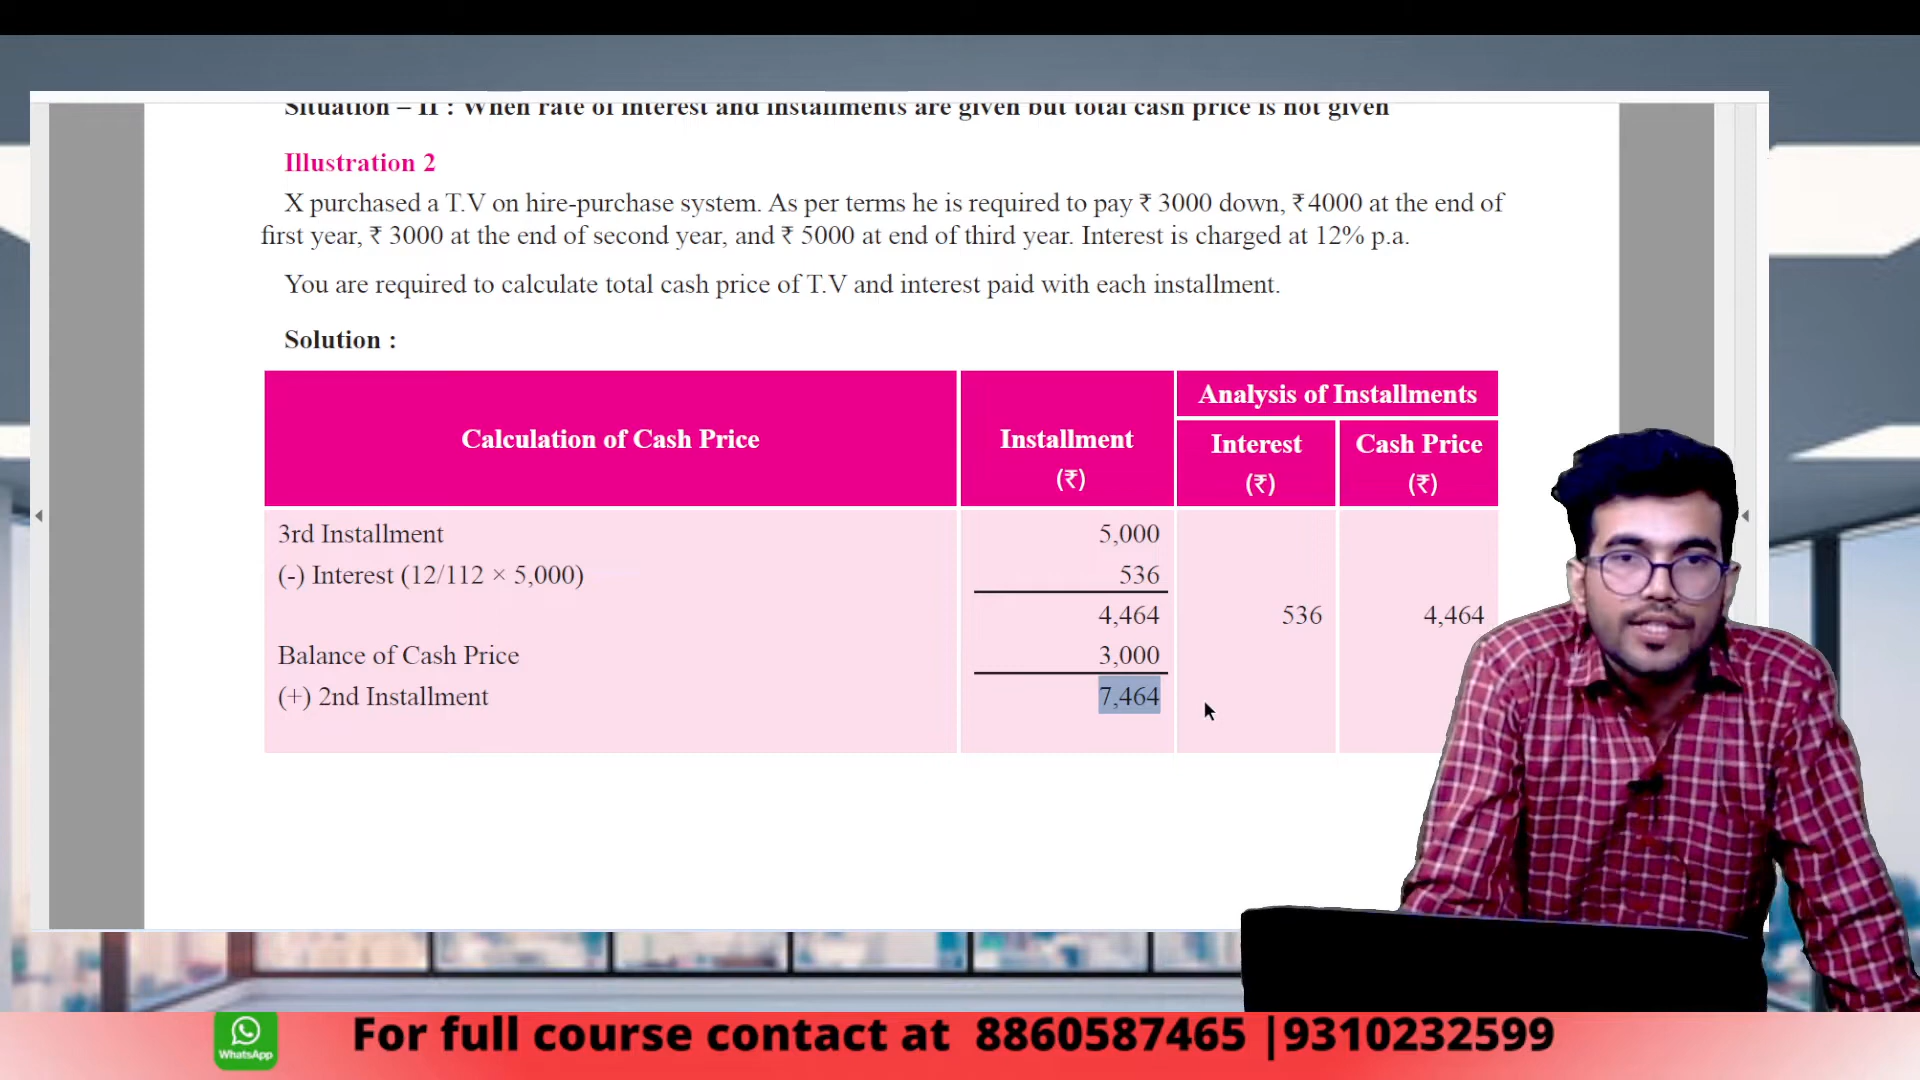 Situation – II : When rate of interest and installments are given but total cash price is not given
Illustration 2
X purchased a T.V on hire-purchase system. As per terms he is required to pay ₹ 3000 down, ₹4000 at the end of
first year, ₹ 3000 at the end of second year, and ₹ 5000 at end of third year. Interest is charged at 12% p.a.
You are required to calculate total cash price of T.V and interest paid with each installment.
Solution :
Calculation of Cash Price
Installment
(₹)
Analysis of Installments
Interest
(₹)
Cash Price
(₹)
3rd Installment 5,000
(-) Interest (12/112 × 5,000) 536
4,464 536 4,464
Balance of Cash Price 3,000
(+) 2nd Installment 7,464
WhatsApp
For full course contact at 8860587465 |9310232599